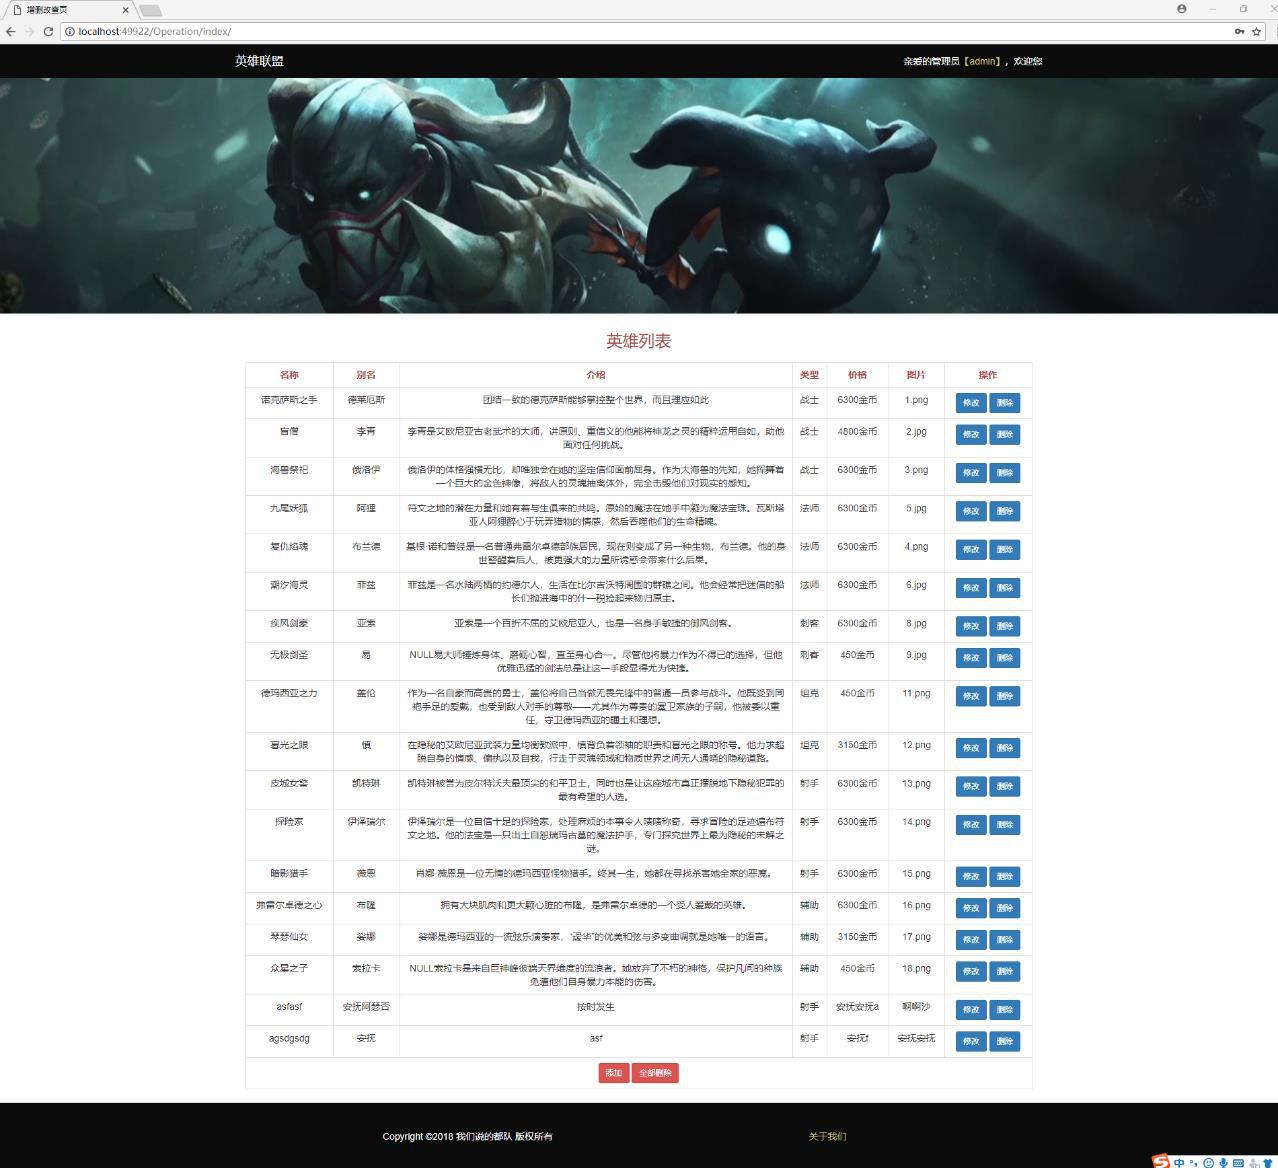 增删改查页
localhost:49922/Operation/index/
英雄联盟
亲爱的管理员【admin】，欢迎您
英雄列表
名称 别名 介绍 类型 价格 图片 操作
诺克萨斯之手 德莱厄斯 团结一致的德克萨斯能够掌控整个世界，而且理应如此 战士 6300金币 1.png 修改 删除
盲僧 李青 李青是艾欧尼亚古老武术的大师，讲原则、重信义的他能将神龙之灵的精粹运用自如，助他
面对任何挑战。 战士 4800金币 2.jpg 修改 删除
海兽祭祀 俄洛伊 俄洛伊的体格强横无比，却唯独会在她的坚定信仰面前屈身。作为大海兽的先知，她挥舞着
一个巨大的金色神像，将敌人的灵魂抽离体外，完全击毁他们对现实的感知。 战士 6300金币 3.png 修改 删除
九尾妖狐 阿狸 符文之地的潜在力量和她有着与生俱来的共鸣。原始的魔法在她手中凝为魔法宝珠。瓦斯塔
亚人阿狸醉心于玩弄猎物的情感，然后吞噬他们的生命精魄。 法师 6300金币 5.jpg 修改 删除
复仇焰魂 布兰德 基根·诺和曾经是一名普通弗雷尔卓德部族居民，现在则变成了另一种生物，布兰德。他的身
世警醒着后人，被更强大的力量所诱惑会带来什么后果。 法师 6300金币 4.png 修改 删除
潮汐海灵 菲兹 菲兹是一名水陆两栖的约德尔人，生活在比尔吉沃特周围的群礁之间。他会经常把迷信的船
长们抛进海中的什一税捡起来物归原主。 法师 6300金币 6.jpg 修改 删除
疾风剑豪 亚索 亚索是一个百折不屈的艾欧尼亚人，也是一名身手敏捷的御风剑客。 刺客 6300金币 8.jpg 修改 删除
无极剑圣 易 NULL易大师锤炼身体、磨砺心智，直至身心合一。尽管他将暴力作为不得已的选择，但他
优雅迅猛的剑法总是让这一手段显得尤为快捷。 刺客 450金币 9.jpg 修改 删除
德玛西亚之力 盖伦 作为一名自豪而高贵的勇士，盖伦将自己当做无畏先锋中的普通一员参与战斗。他既受到同
袍手足的爱戴，也受到敌人对手的尊敬——尤其作为尊贵的冕卫家族的子嗣，他被委以重
任，守卫德玛西亚的疆土和理想。 坦克 450金币 11.png 修改 删除
暮光之眼 慎 在隐秘的艾欧尼亚武装力量均衡教派中，慎背负着领袖的职责和暮光之眼的称号。他力求超
脱自身的情感、偏执以及自我，行走于灵魂领域和物质世界之间无人通晓的隐秘道路。 坦克 3150金币 12.png 修改 删除
皮城女警 凯特琳 凯特琳被誉为皮尔特沃夫最顶尖的和平卫士，同时也是让这座城市真正摆脱地下隐秘犯罪的
最有希望的人选。 射手 6300金币 13.png 修改 删除
探险家 伊泽瑞尔 伊泽瑞尔是一位自信十足的探险家，处理麻烦的本事令人啧啧称奇，寻求冒险的足迹遍布符
文之地。他的法宝是一只出土自恕瑞玛古墓的魔法护手，专门探究世界上最为隐秘的未解之
谜。 射手 6300金币 14.png 修改 删除
暗影猎手 薇恩 肖娜·薇恩是一位无情的德玛西亚怪物猎手。终其一生，她都在寻找杀害她全家的恶魔。 射手 6300金币 15.png 修改 删除
弗雷尔卓德之心 布隆 拥有大块肌肉和更大颗心脏的布隆，是弗雷尔卓德的一个受人爱戴的英雄。 辅助 6300金币 16.png 修改 删除
琴瑟仙女 娑娜 娑娜是德玛西亚的一流弦乐演奏家，“叆华”的优美和弦与多变曲调就是她唯一的语言。 辅助 3150金币 17.png 修改 删除
众星之子 索拉卡 NULL索拉卡是来自巨神峰彼端天界维度的流浪者。她放弃了不朽的神格，保护凡间的种族
免遭他们自身暴力本能的伤害。 辅助 450金币 18.png 修改 删除
asfasf 安抚阿瑟否 按时发生 射手 安抚安抚a 啊啊沙 修改 删除
agsdgsdg 安抚 asf 射手 安抚f 安抚安抚 修改 删除
添加 全部删除
Copyright ©2018 我们说的都队 版权所有
关于我们
中